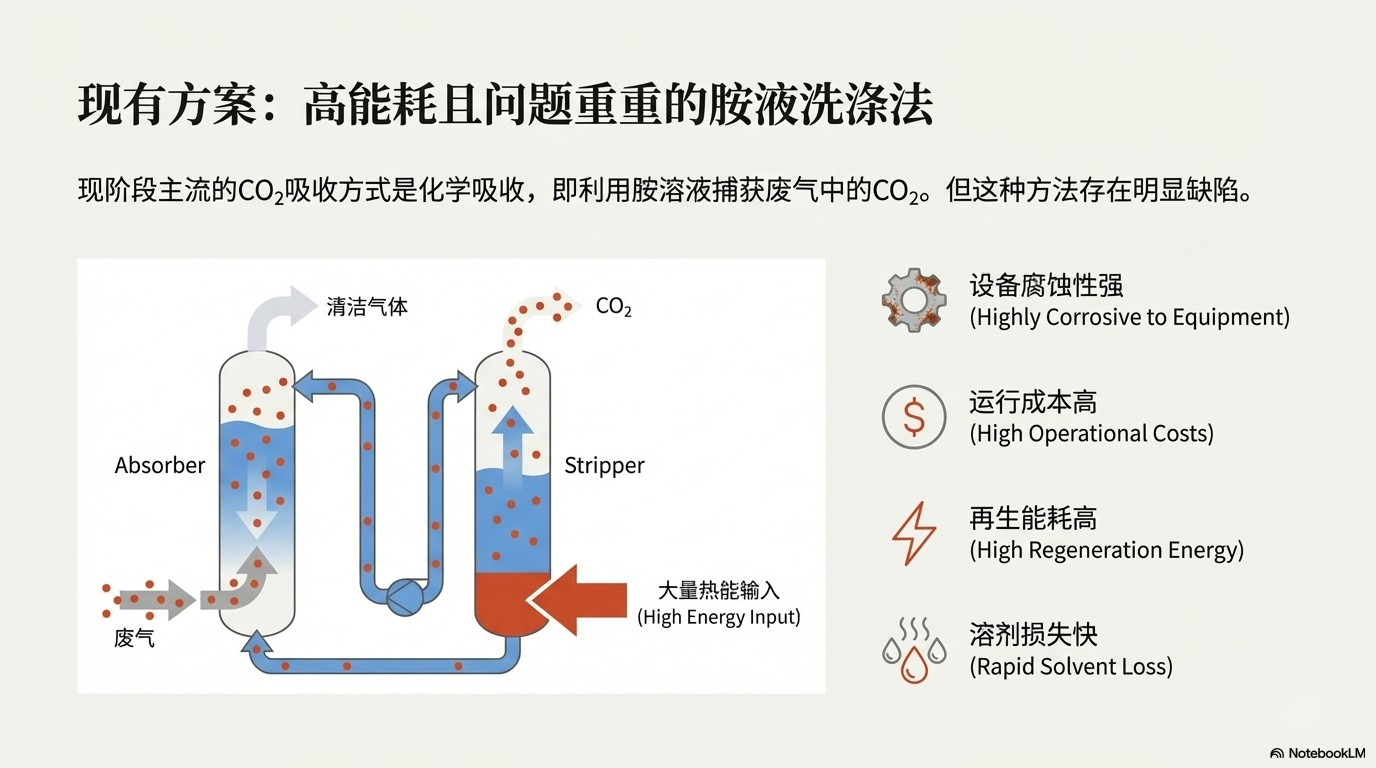 现有方案：高能耗且问题重重的胺液洗涤法
现阶段主流的CO₂吸收方式是化学吸收，即利用胺溶液捕获废气中的CO₂。但这种方法存在明显缺陷。
清洁气体
CO₂
Absorber
Stripper
废气
大量热能输入
(High Energy Input)
设备腐蚀性强
(Highly Corrosive to Equipment)
$
运行成本高
(High Operational Costs)
再生能耗高
(High Regeneration Energy)
溶剂损失快
(Rapid Solvent Loss)
NotebookLM